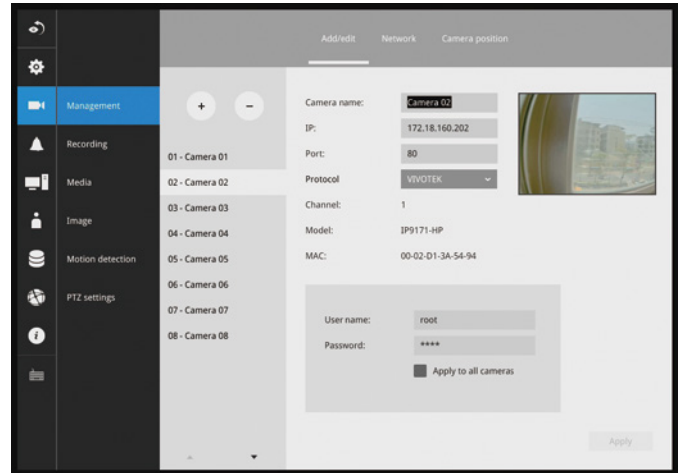 Add/edit Network Camera position
Management
Recording
Media
Image
Motion detection
PTZ settings
+ -
01 - Camera 01
02 - Camera 02
03 - Camera 03
04 - Camera 04
05 - Camera 05
06 - Camera 06
07 - Camera 07
08 - Camera 08
Camera name: Camera 02
IP: 172.18.160.202
Port: 80
Protocol VIVOTEK
Channel: 1
Model: IP9171-HP
MAC: 00-02-D1-3A-54-94
User name: root
Password: ****
Apply to all cameras
Apply